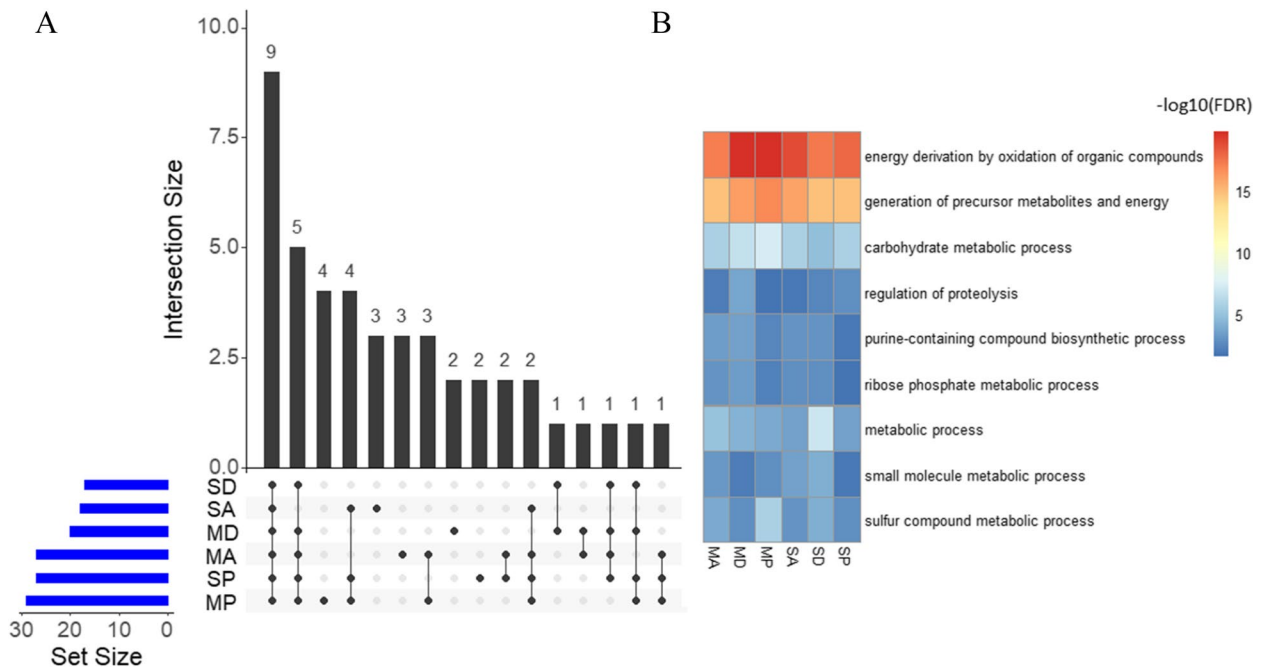 A
10.0
9
7.5
5
5.0
4 4
3 3 3
2.5
2 2 2 2
1 1 1 1 1
0.0
Intersection Size
SD
SA
MD
MA
SP
MP
30 20 10 0
Set Size
B
-log10(FDR)
15
10
5
energy derivation by oxidation of organic compounds
generation of precursor metabolites and energy
carbohydrate metabolic process
regulation of proteolysis
purine-containing compound biosynthetic process
ribose phosphate metabolic process
metabolic process
small molecule metabolic process
sulfur compound metabolic process
MA MD MP SA SD SP